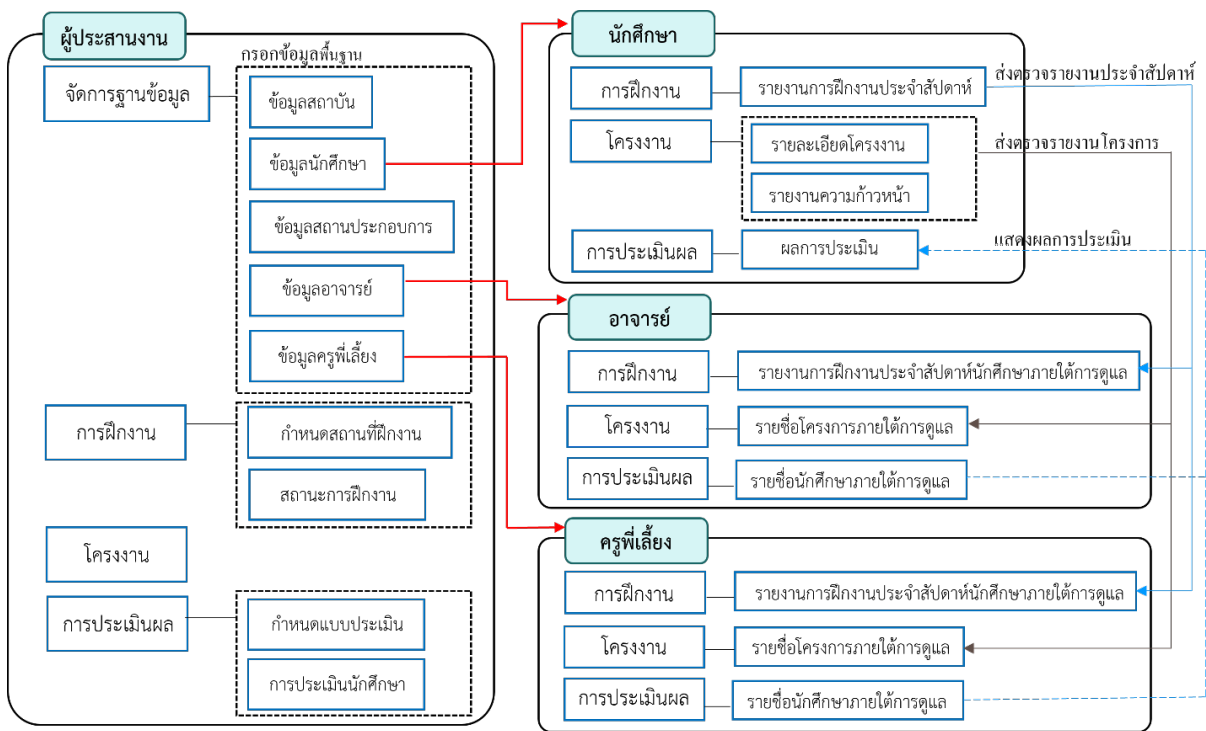 ผู้ประสานงาน
กรอกข้อมูลพื้นฐาน
จัดการฐานข้อมูล
ข้อมูลสถาบัน
ข้อมูลนักศึกษา
ข้อมูลสถานประกอบการ
ข้อมูลอาจารย์
ข้อมูลครูพี่เลี้ยง
การฝึกงาน
กำหนดสถานที่ฝึกงาน
สถานะการฝึกงาน
โครงงาน
การประเมินผล
กำหนดแบบประเมิน
การประเมินนักศึกษา
นักศึกษา
การฝึกงาน
รายงานการฝึกงานประจำสัปดาห์
ส่งตรวจรายงานประจำสัปดาห์
โครงงาน
รายละเอียดโครงงาน
ส่งตรวจรายงานโครงการ
รายงานความก้าวหน้า
การประเมินผล
ผลการประเมิน
แสดงผลการประเมิน
อาจารย์
การฝึกงาน
รายงานการฝึกงานประจำสัปดาห์นักศึกษาภายใต้การดูแล
โครงงาน
รายชื่อโครงการภายใต้การดูแล
การประเมินผล
รายชื่อนักศึกษาภายใต้การดูแล
ครูพี่เลี้ยง
การฝึกงาน
รายงานการฝึกงานประจำสัปดาห์นักศึกษาภายใต้การดูแล
โครงงาน
รายชื่อโครงการภายใต้การดูแล
การประเมินผล
รายชื่อนักศึกษาภายใต้การดูแล